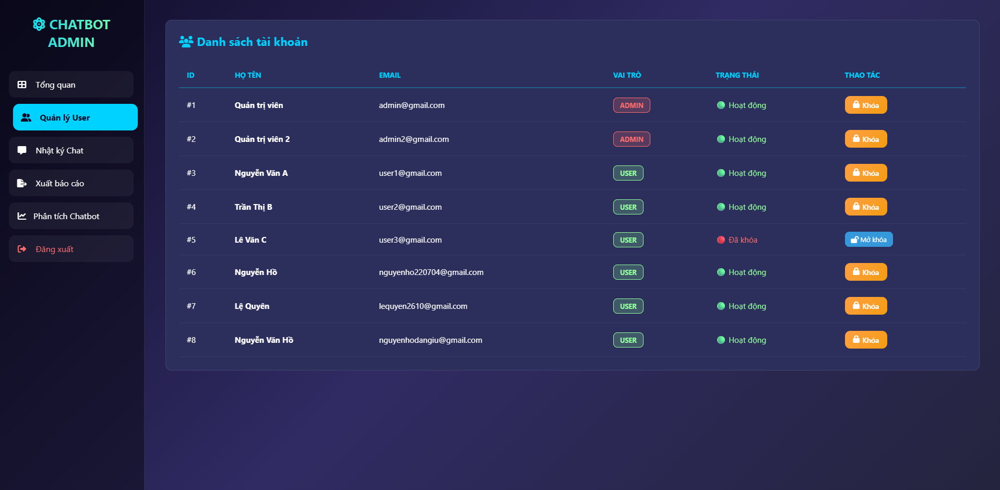 CHATBOT
ADMIN
Tổng quan
Quản lý User
Nhật ký Chat
Xuất báo cáo
Phân tích Chatbot
Đăng xuất
Danh sách tài khoản
ID HỌ TÊN EMAIL VAI TRÒ TRẠNG THÁI THAO TÁC
#1 Quản trị viên admin@gmail.com ADMIN Hoạt động Khóa
#2 Quản trị viên 2 admin2@gmail.com ADMIN Hoạt động Khóa
#3 Nguyễn Văn A user1@gmail.com USER Hoạt động Khóa
#4 Trần Thị B user2@gmail.com USER Hoạt động Khóa
#5 Lê Văn C user3@gmail.com USER Đã khóa Mở khóa
#6 Nguyễn Hồ nguyenho220704@gmail.com USER Hoạt động Khóa
#7 Lệ Quyên lequyen2610@gmail.com USER Hoạt động Khóa
#8 Nguyễn Văn Hồ nguyenhodangiu@gmail.com USER Hoạt động Khóa